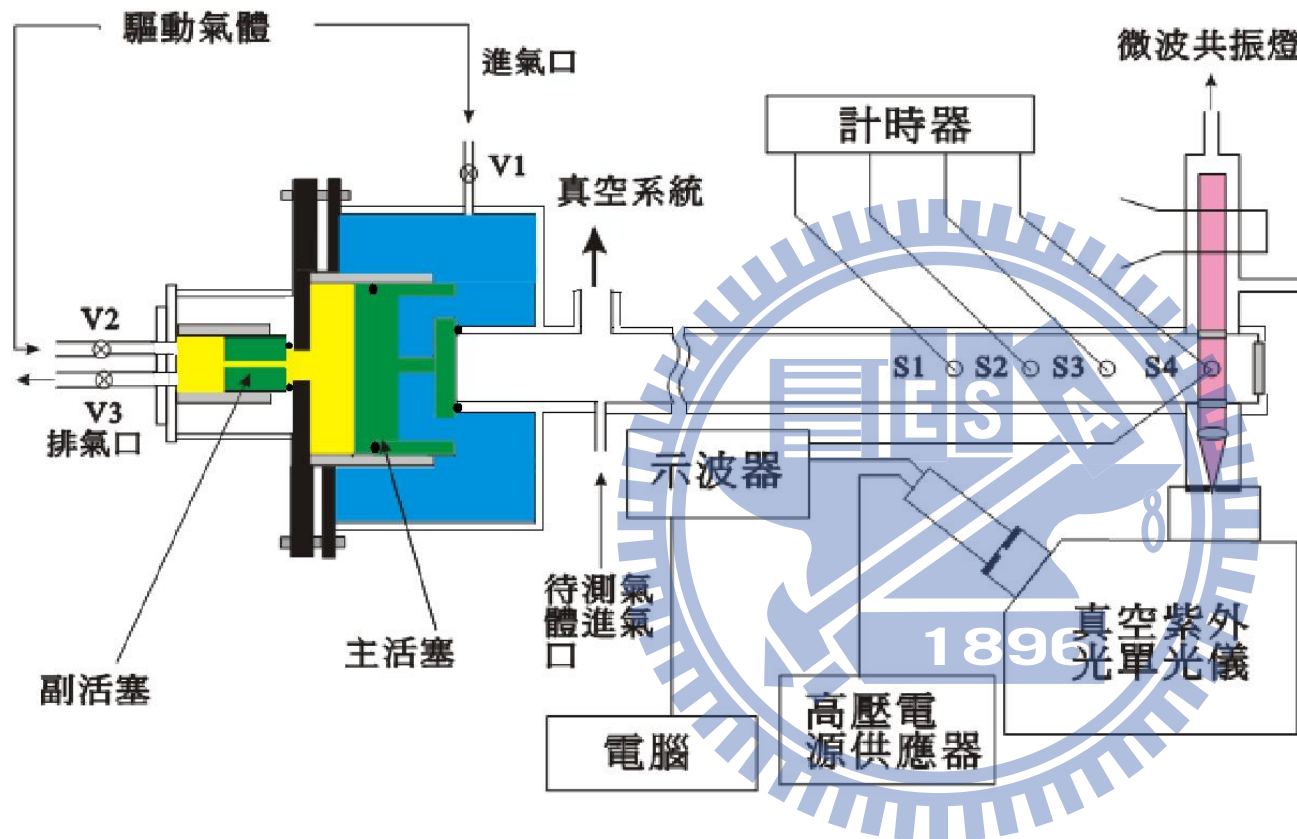 驅動氣體
進氣口
微波共振燈
計時器
V1
真空系統
V2
V3
排氣口
S1
S2
S3
S4
ESA
示波器
8
待測氣
體進氣
口
主活塞
副活塞
1896
真空紫外
光單光儀
高壓電
源供應器
電腦